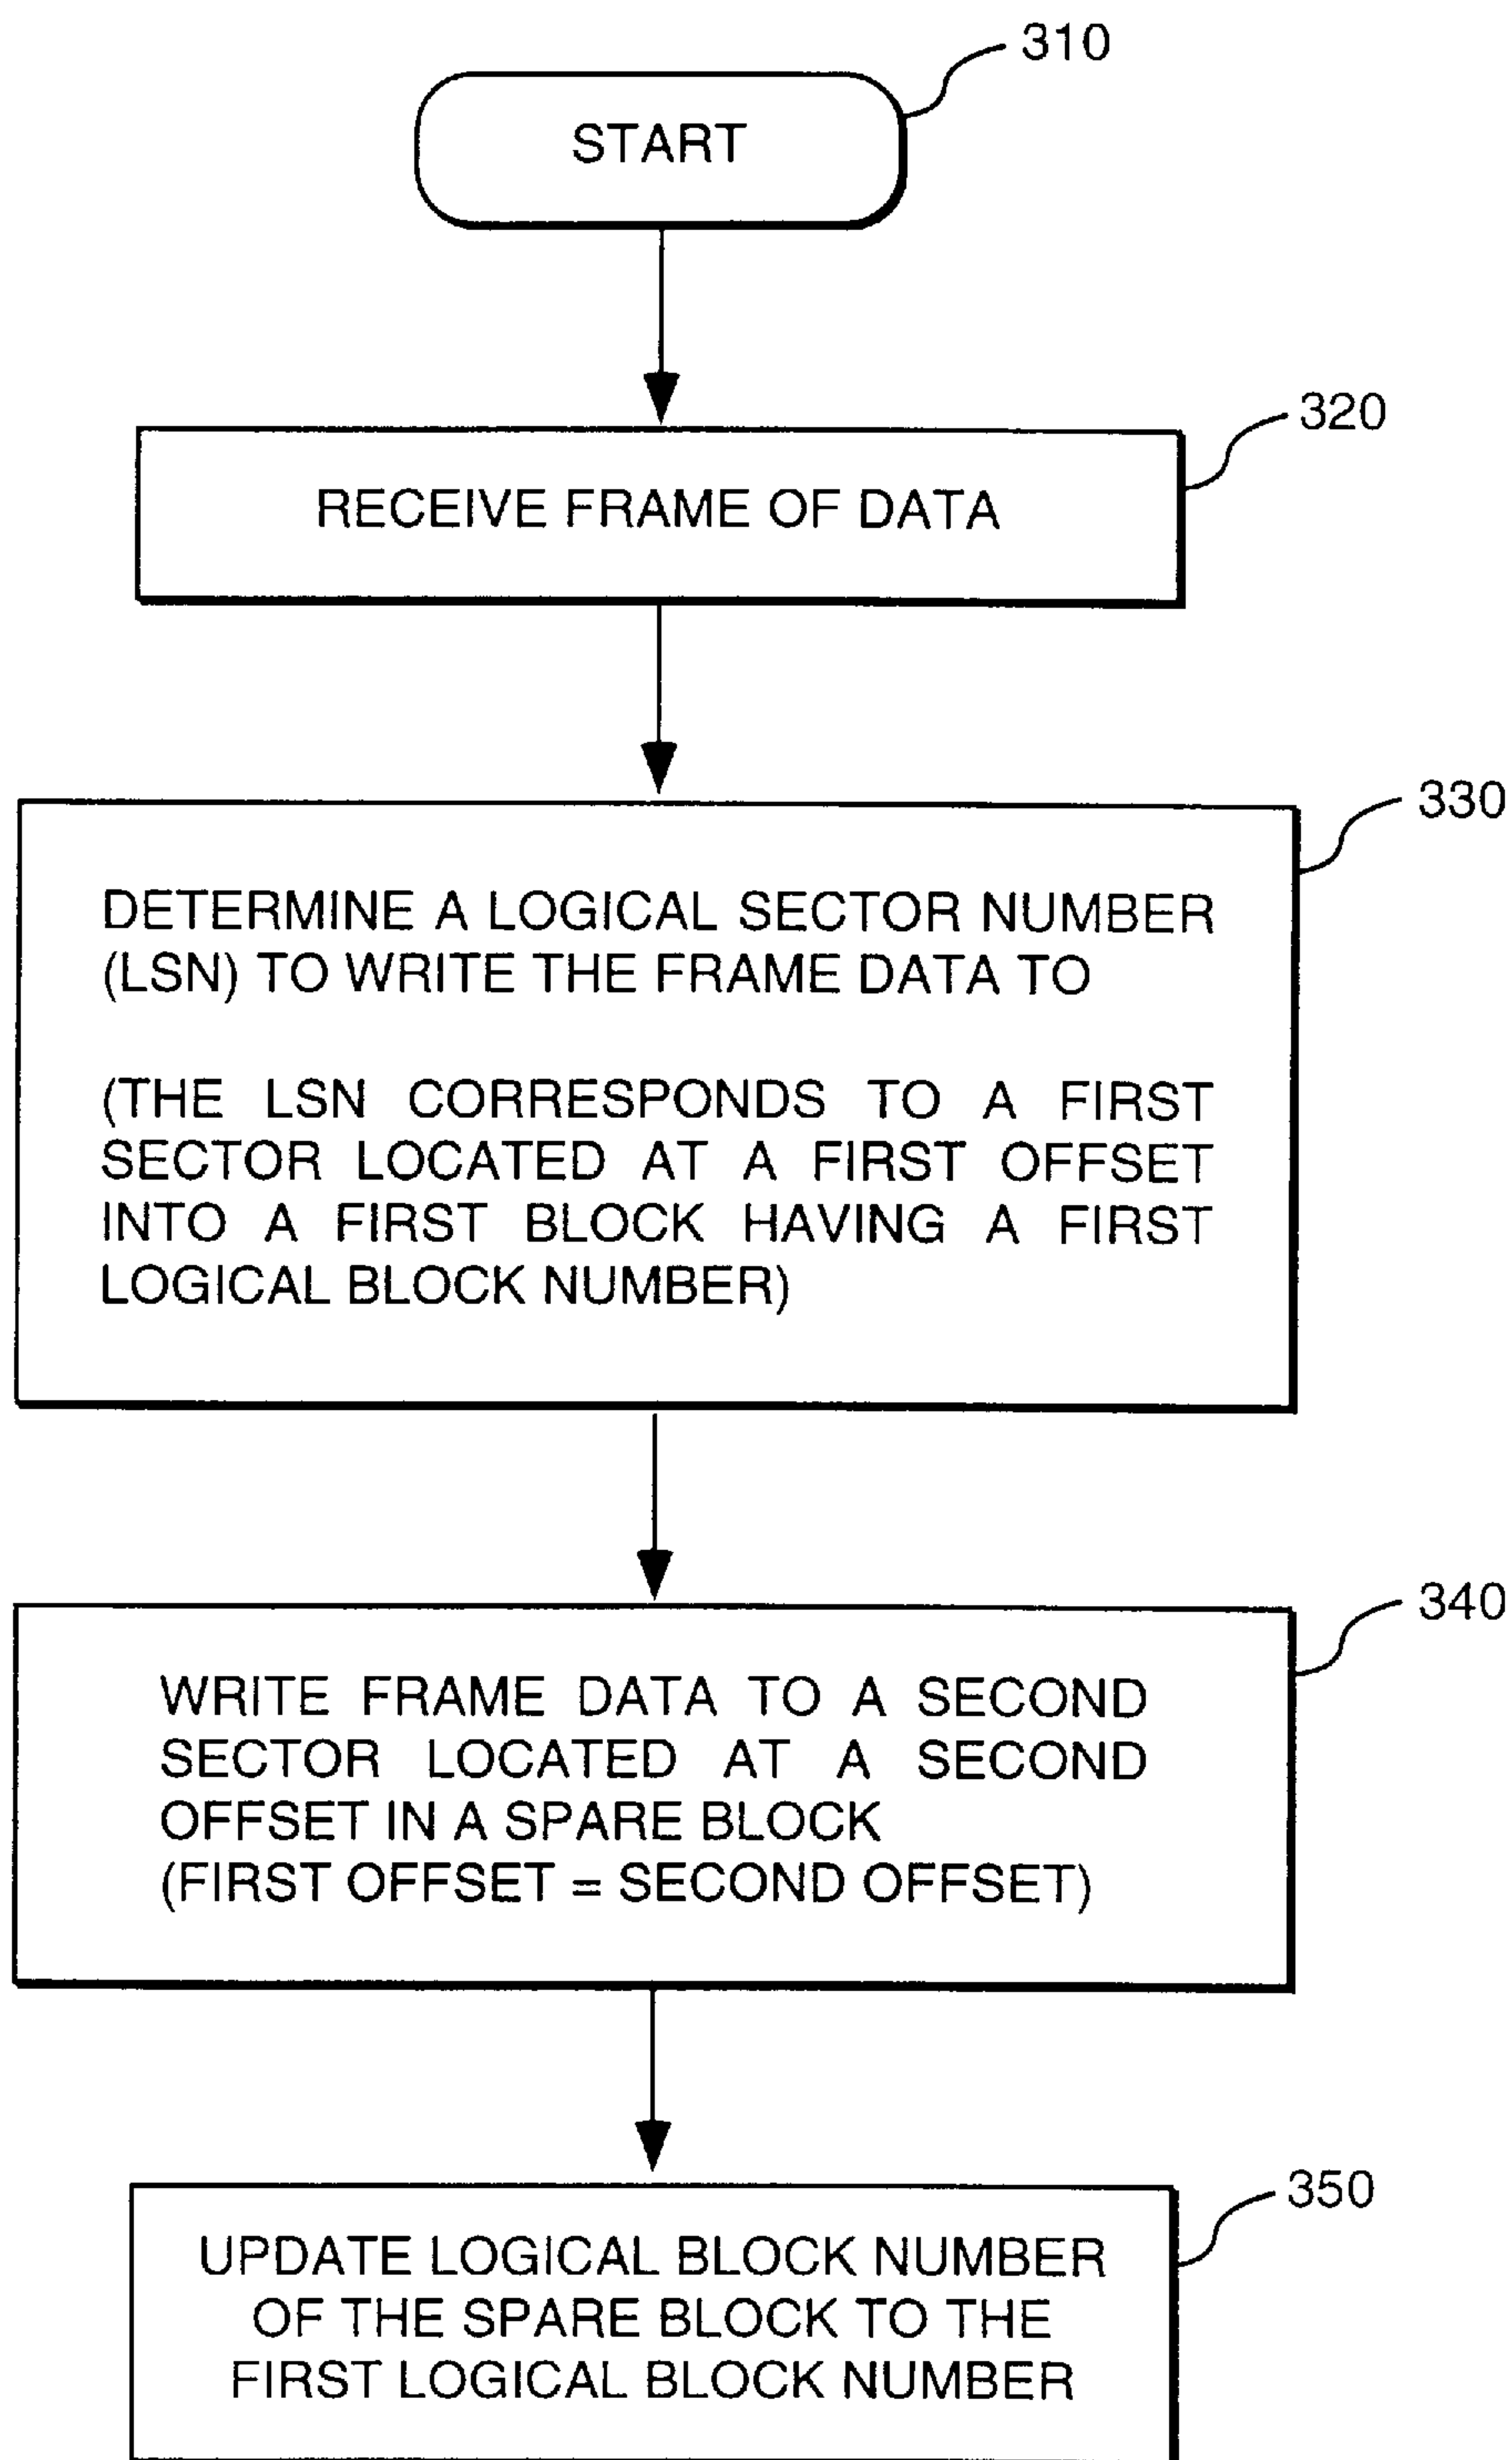 310
START
320
RECEIVE FRAME OF DATA
330
DETERMINE A LOGICAL SECTOR NUMBER
(LSN) TO WRITE THE FRAME DATA TO
(THE LSN CORRESPONDS TO A FIRST
SECTOR LOCATED AT A FIRST OFFSET
INTO A FIRST BLOCK HAVING A FIRST
LOGICAL BLOCK NUMBER)
340
WRITE FRAME DATA TO A SECOND
SECTOR LOCATED AT A SECOND
OFFSET IN A SPARE BLOCK
(FIRST OFFSET = SECOND OFFSET)
350
UPDATE LOGICAL BLOCK NUMBER
OF THE SPARE BLOCK TO THE
FIRST LOGICAL BLOCK NUMBER